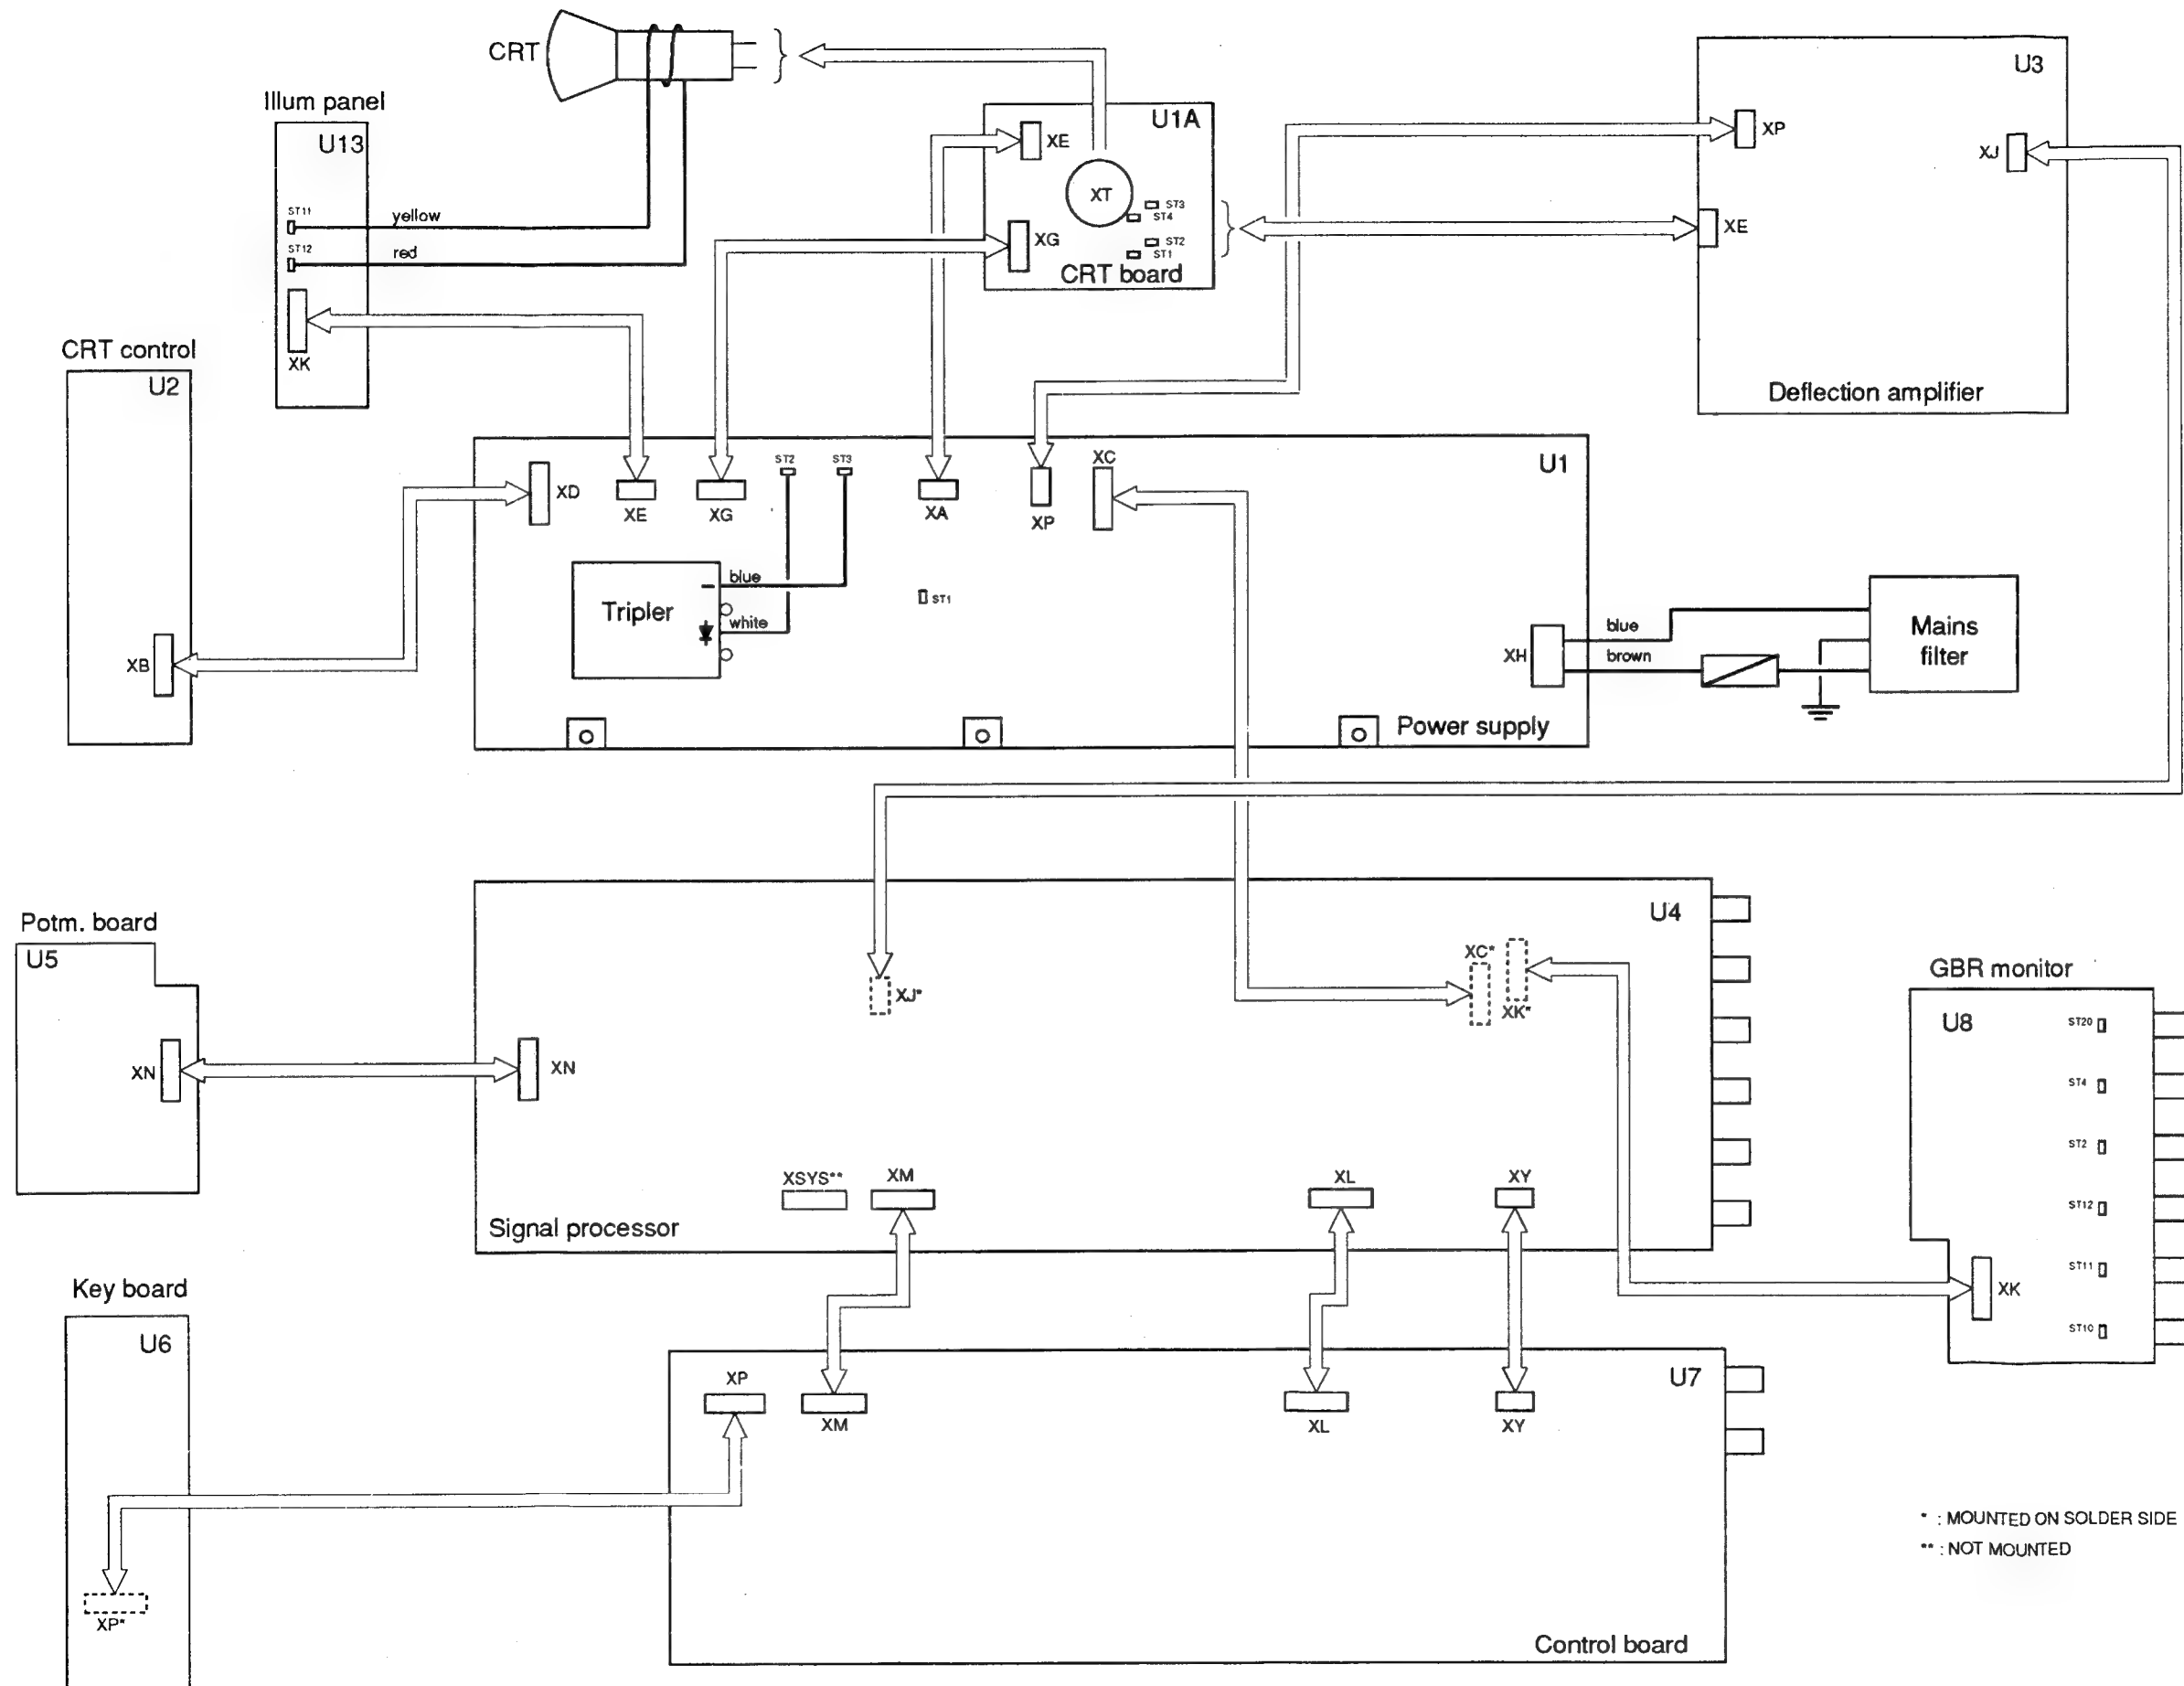 CRT
Illum panel
U13
ST11
yellow
ST12
red
XK
U1A
XE
XT
ST3
ST4
XG
ST2
ST1
CRT board
U3
XP
XJ
XE
Deflection amplifier
CRT control
U2
XB
U1
XD
XE
XG
ST2
ST3
XA
XP
XC
Tripler
blue
white
ST1
XH
blue
brown
Mains
filter
Power supply
Potm. board
U5
XN
U4
XJ*
XC*
XK*
XN
XSYS**
XM
XL
XY
Signal processor
GBR monitor
U8
ST20
ST4
ST2
ST12
ST11
XK
ST10
Key board
U6
XP*
U7
XP
XM
XL
XY
Control board
* : MOUNTED ON SOLDER SIDE
** : NOT MOUNTED